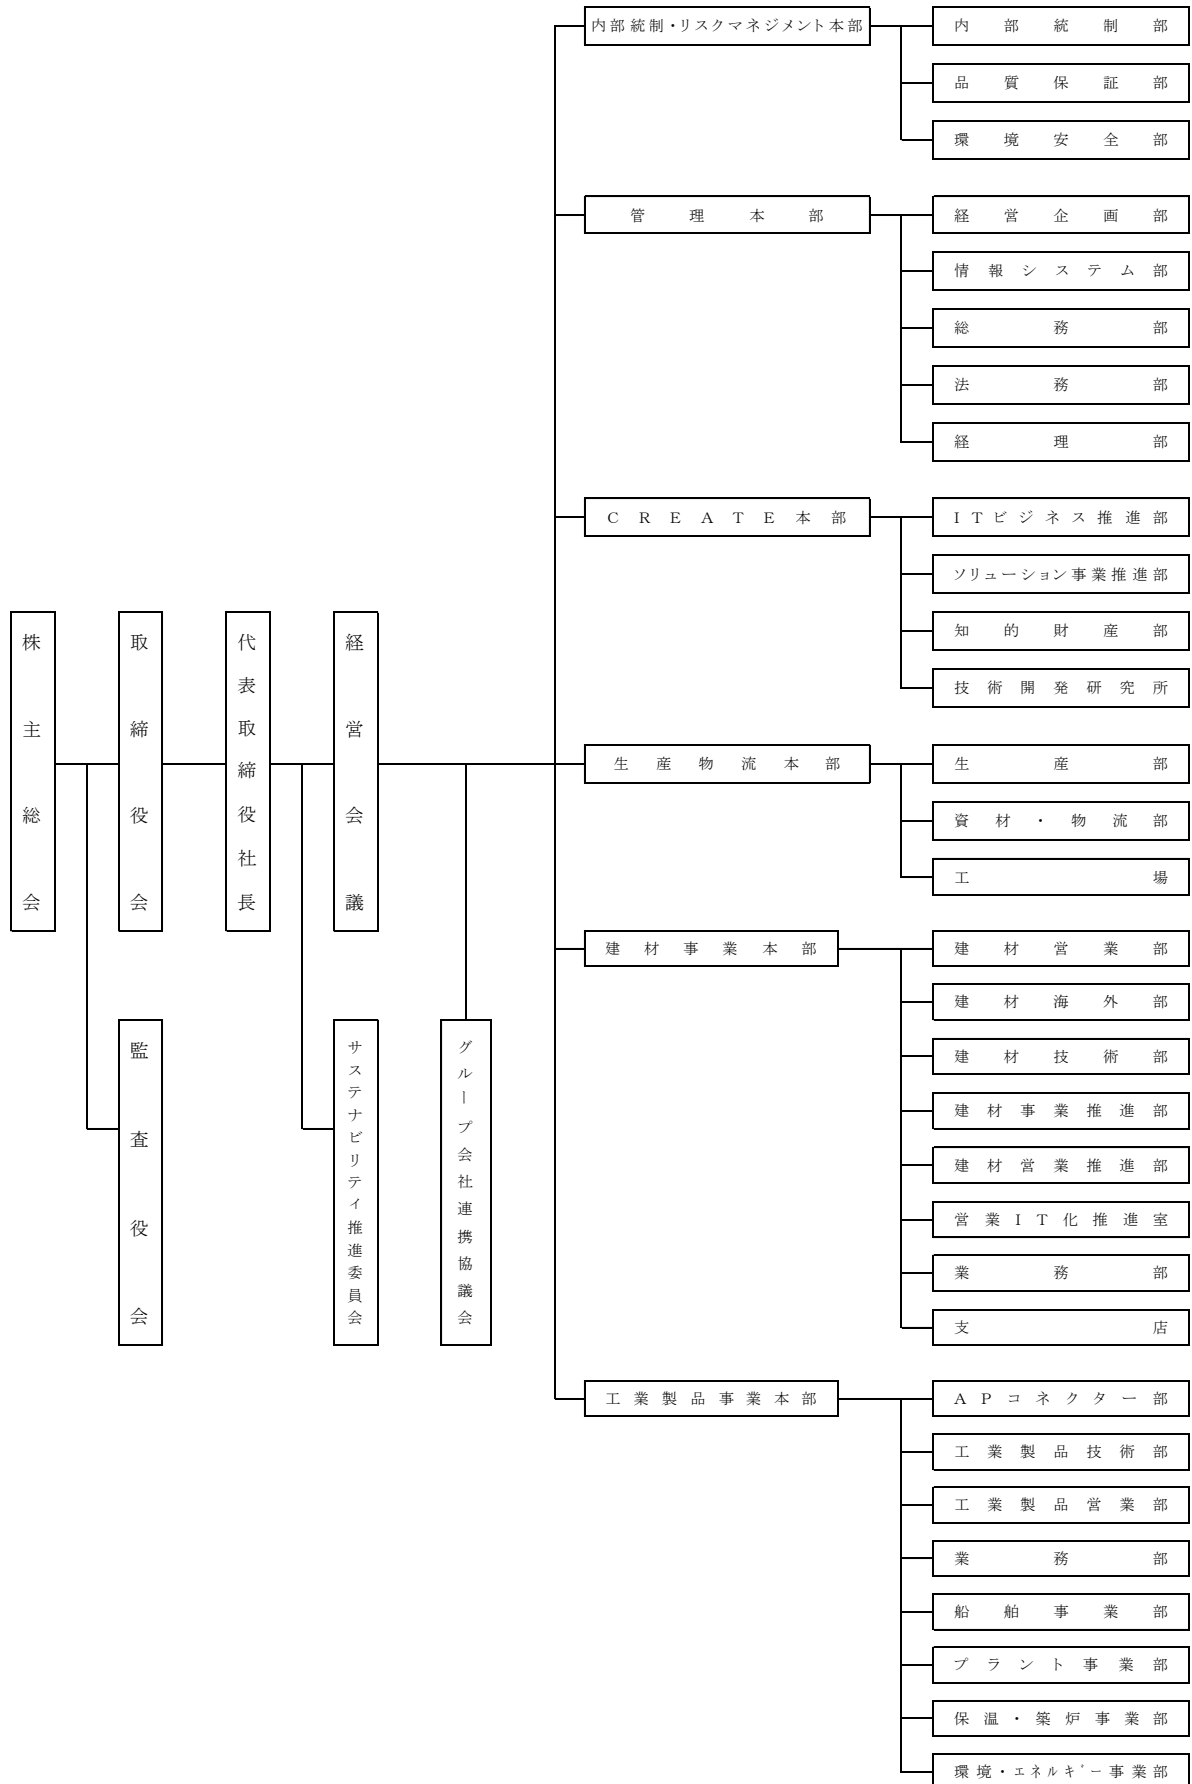 株主総会
取締役会
監査役会
代表取締役社長
経営会議
サステナビリティ推進委員会
グループ会社連携協議会
内部統制・リスクマネジメント本部
内部統制部
品質保証部
環境安全部
管理本部
経営企画部
情報システム部
総務部
法務部
経理部
CREATE本部
ITビジネス推進部
ソリューション事業推進部
知的財産部
技術開発研究所
生産物流本部
生産部
資材・物流部
工場
建材事業本部
建材営業部
建材海外部
建材技術部
建材事業推進部
建材営業推進部
営業IT化推進室
業務部
支店
工業製品事業本部
APコネクター部
工業製品技術部
工業製品営業部
業務部
船舶事業部
プラント事業部
保温・築炉事業部
環境・エネルギー事業部